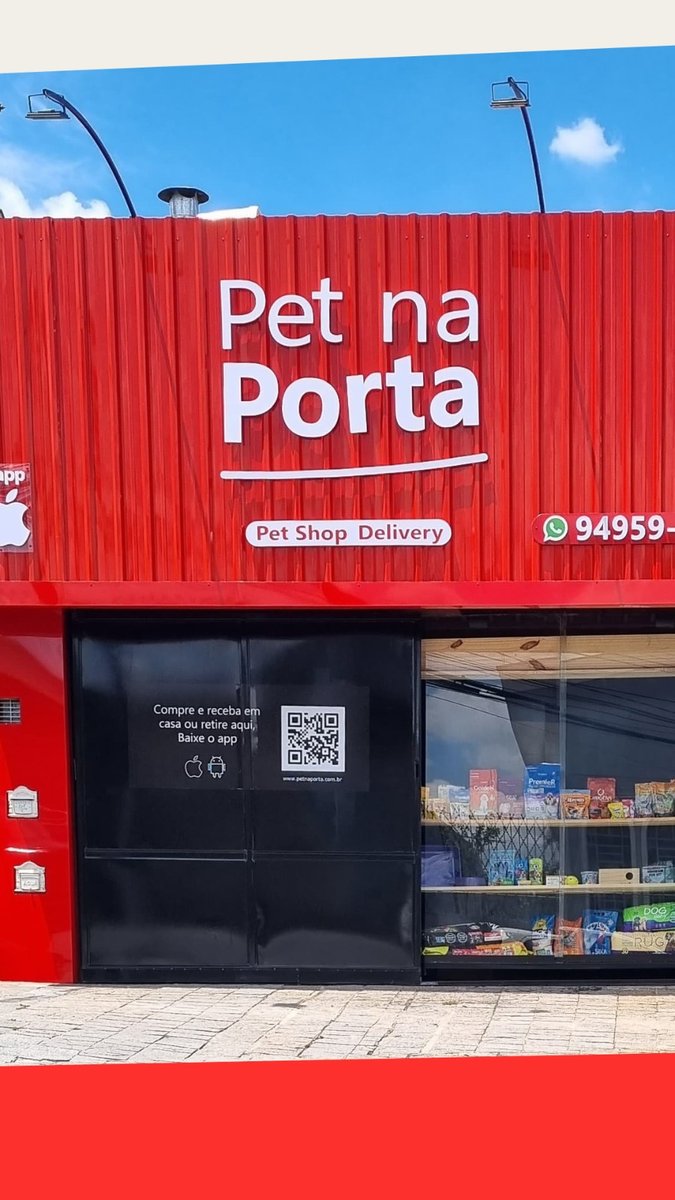 Pet na
Porta
Pet Shop Delivery
app
94959-
Compre e receba em
casa ou retire aqui,
Baixe o app
www.petnaporta.com.br
PremieR
DOG